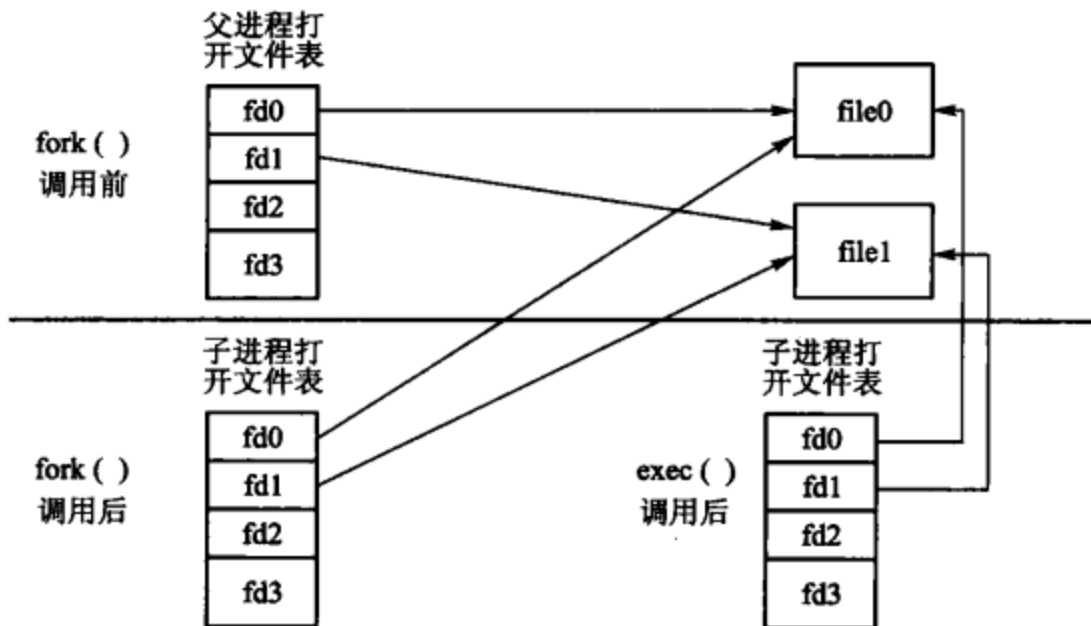 父进程打
开文件表
fork ( )
调用前
fd0
fd1
fd2
fd3
file0
file1
子进程打
开文件表
fork ( )
调用后
fd0
fd1
fd2
fd3
子进程打
开文件表
exec ( )
调用后
fd0
fd1
fd2
fd3